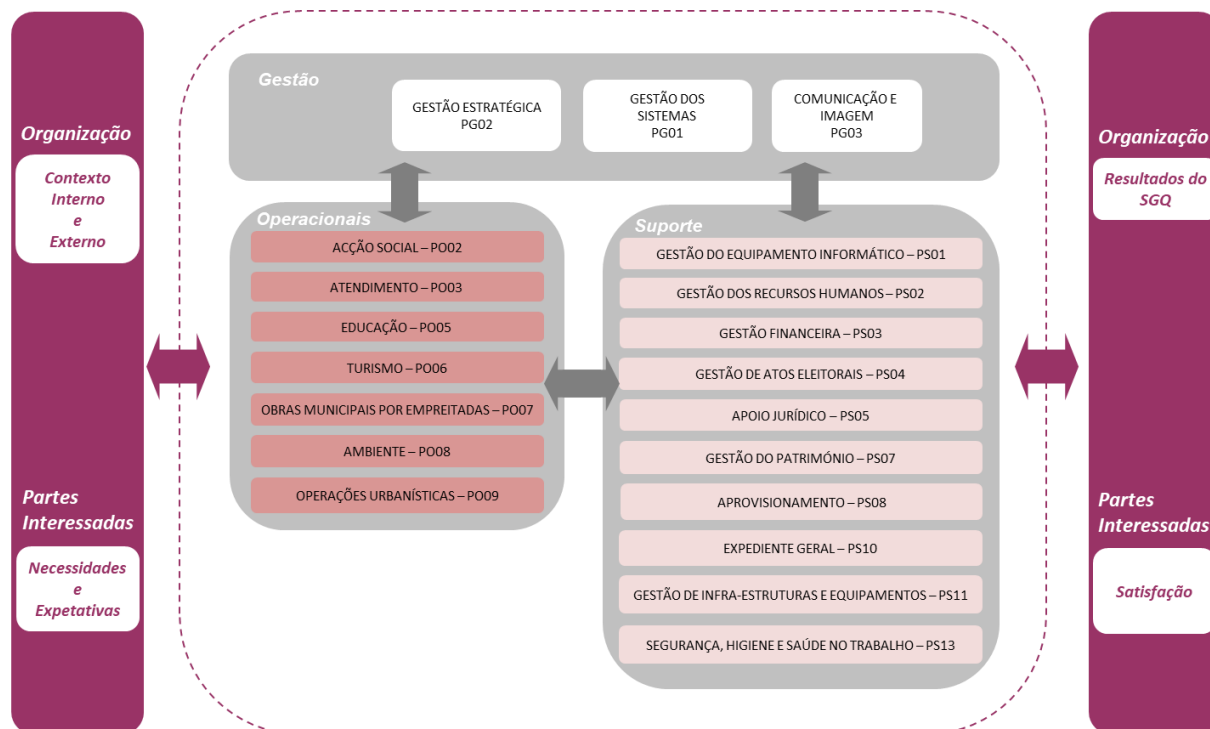 Organização
Contexto
Interno
e
Externo
Partes
Interessadas
Necessidades
e
Expetativas
Gestão
GESTÃO ESTRATÉGICA
PG02
GESTÃO DOS
SISTEMAS
PG01
COMUNICAÇÃO E
IMAGEM
PG03
Operacionais
ACÇÃO SOCIAL – PO02
ATENDIMENTO – PO03
EDUCAÇÃO – PO05
TURISMO – PO06
OBRAS MUNICIPAIS POR EMPREITADAS – PO07
AMBIENTE – PO08
OPERAÇÕES URBANÍSTICAS – PO09
Suporte
GESTÃO DO EQUIPAMENTO INFORMÁTICO – PS01
GESTÃO DOS RECURSOS HUMANOS – PS02
GESTÃO FINANCEIRA – PS03
GESTÃO DE ATOS ELEITORAIS – PS04
APOIO JURÍDICO – PS05
GESTÃO DO PATRIMÓNIO – PS07
APROVISIONAMENTO – PS08
EXPEDIENTE GERAL – PS10
GESTÃO DE INFRA-ESTRUTURAS E EQUIPAMENTOS – PS11
SEGURANÇA, HIGIENE E SAÚDE NO TRABALHO – PS13
Organização
Resultados do
SGQ
Partes
Interessadas
Satisfação